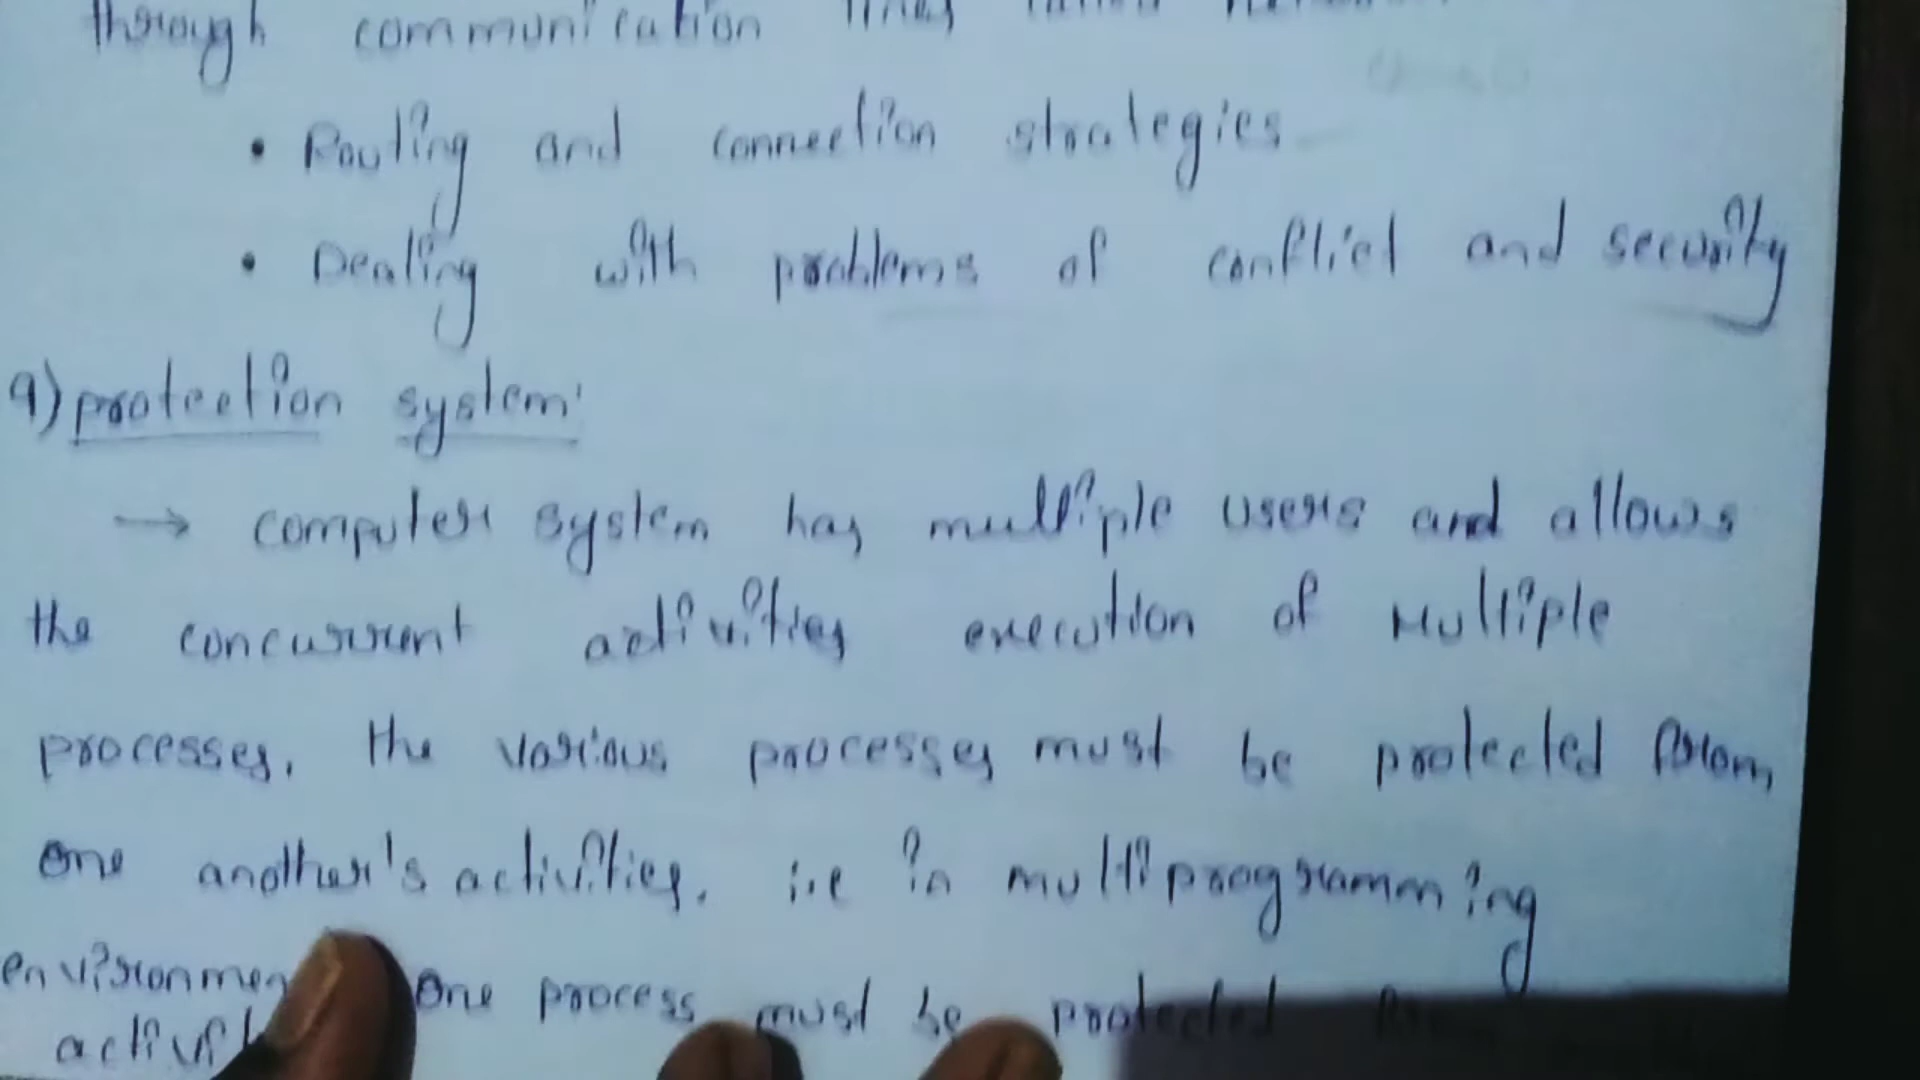 through communication lines called
• Routing and connection strategies
• Dealing with problems of conflict and security
9) protection system:
→ computer system has multiple users and allows
the concurrent activities execution of Multiple
processes. the various processes must be protected from
one another's activities. i.e in multiprogramming
One process must be protected